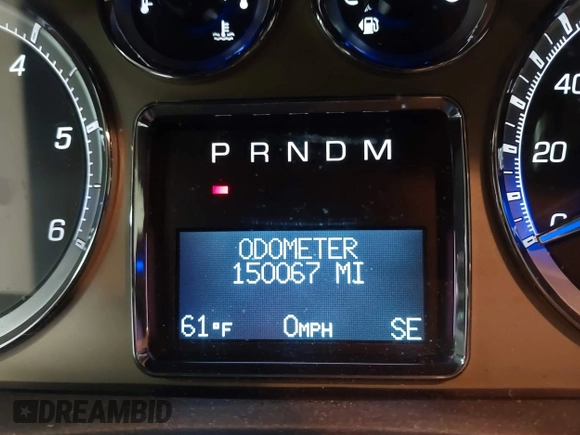 4
5
6
P R N D M
40
20
ODOMETER
150067 MI
61°F 0MPH SE
DREAMBID